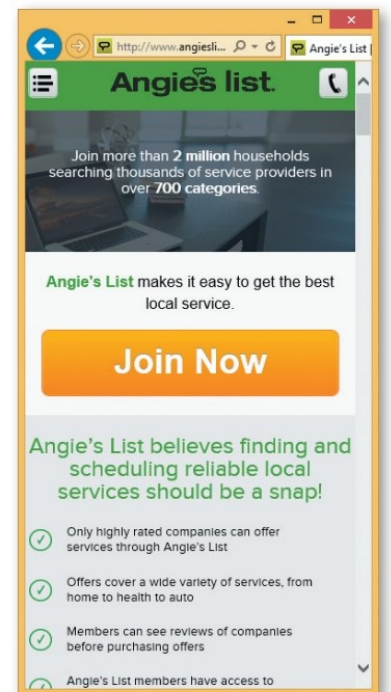 http://www.angiesli...
Angie's List
Angie's list.
Join more than 2 million households
searching thousands of service providers in
over 700 categories.
Angie's List makes it easy to get the best
local service.
Join Now
Angie's List believes finding and
scheduling reliable local
services should be a snap!
Only highly rated companies can offer
services through Angie's List
Offers cover a wide variety of services, from
home to health to auto
Members can see reviews of companies
before purchasing offers
Angie's List members have access to